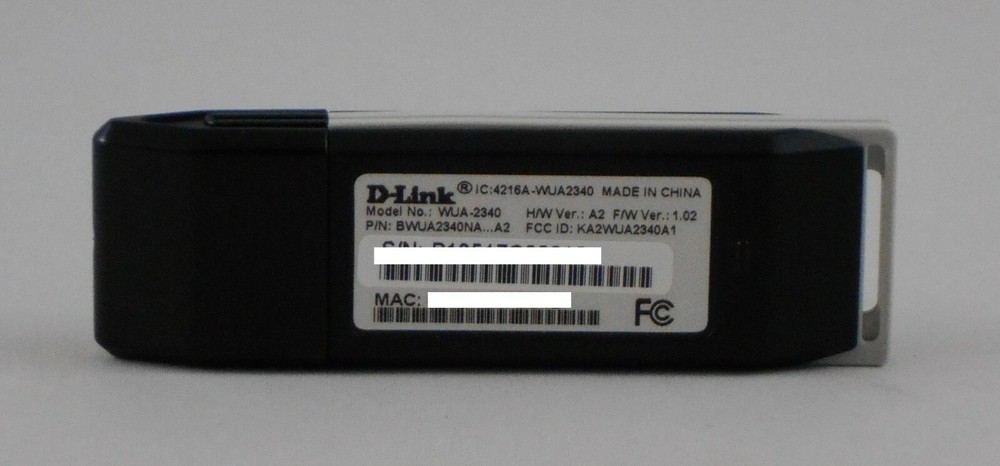 D-Link® IC:4216A-WUA2340 MADE IN CHINA
Model No.: WUA-2340 H/W Ver.: A2 F/W Ver.: 1.02
P/N: BWUA2340NA...A2 FCC ID: KA2WUA2340A1
S/N:
MAC:
FC